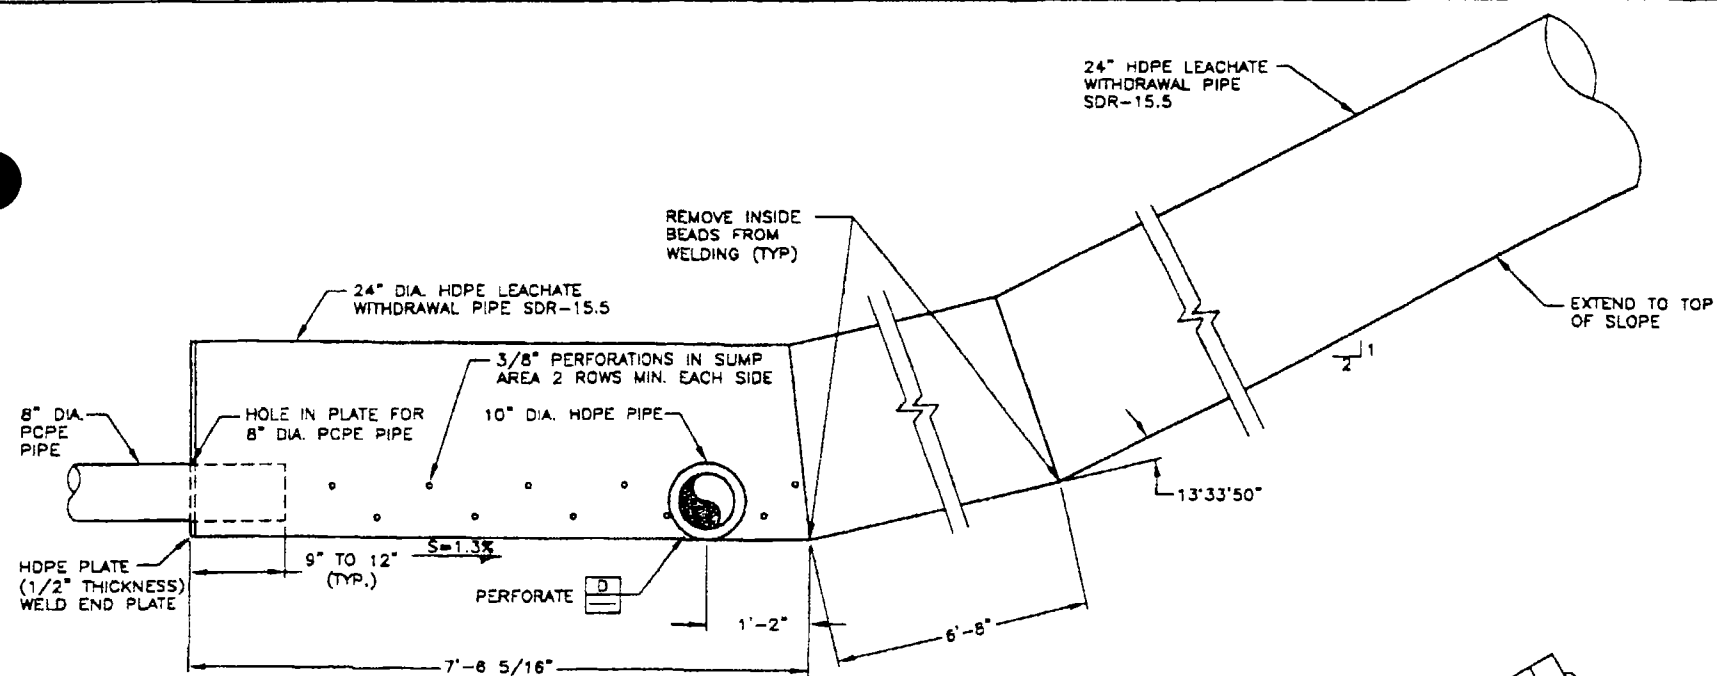 24" HDPE LEACHATE
WITHDRAWAL PIPE
SDR-15.5
REMOVE INSIDE
BEADS FROM
WELDING (TYP)
24" DIA. HDPE LEACHATE
WITHDRAWAL PIPE SDR-15.5
EXTEND TO TOP
OF SLOPE
1
2
3/8" PERFORATIONS IN SUMP
AREA 2 ROWS MIN. EACH SIDE
8" DIA.
PCPE
PIPE
HOLE IN PLATE FOR
8" DIA. PCPE PIPE
10" DIA. HDPE PIPE
13°33'50"
HDPE PLATE
(1/2" THICKNESS)
WELD END PLATE
9" TO 12"
(TYP.)
S=1.3%
PERFORATE
D
1'-2"
6'-8"
7'-6 5/16"